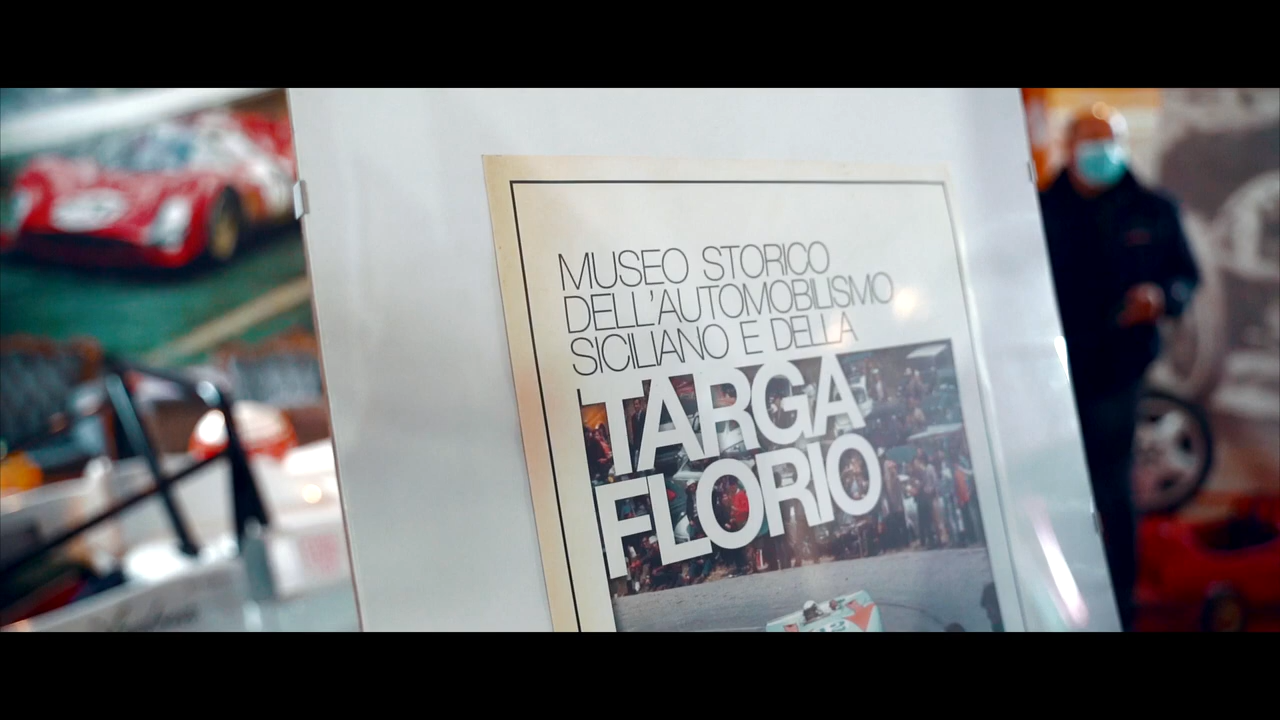 MUSEO STORICO
DELL'AUTOMOBILISMO
SICILIANO E DELLA
TARGA
FLORIO